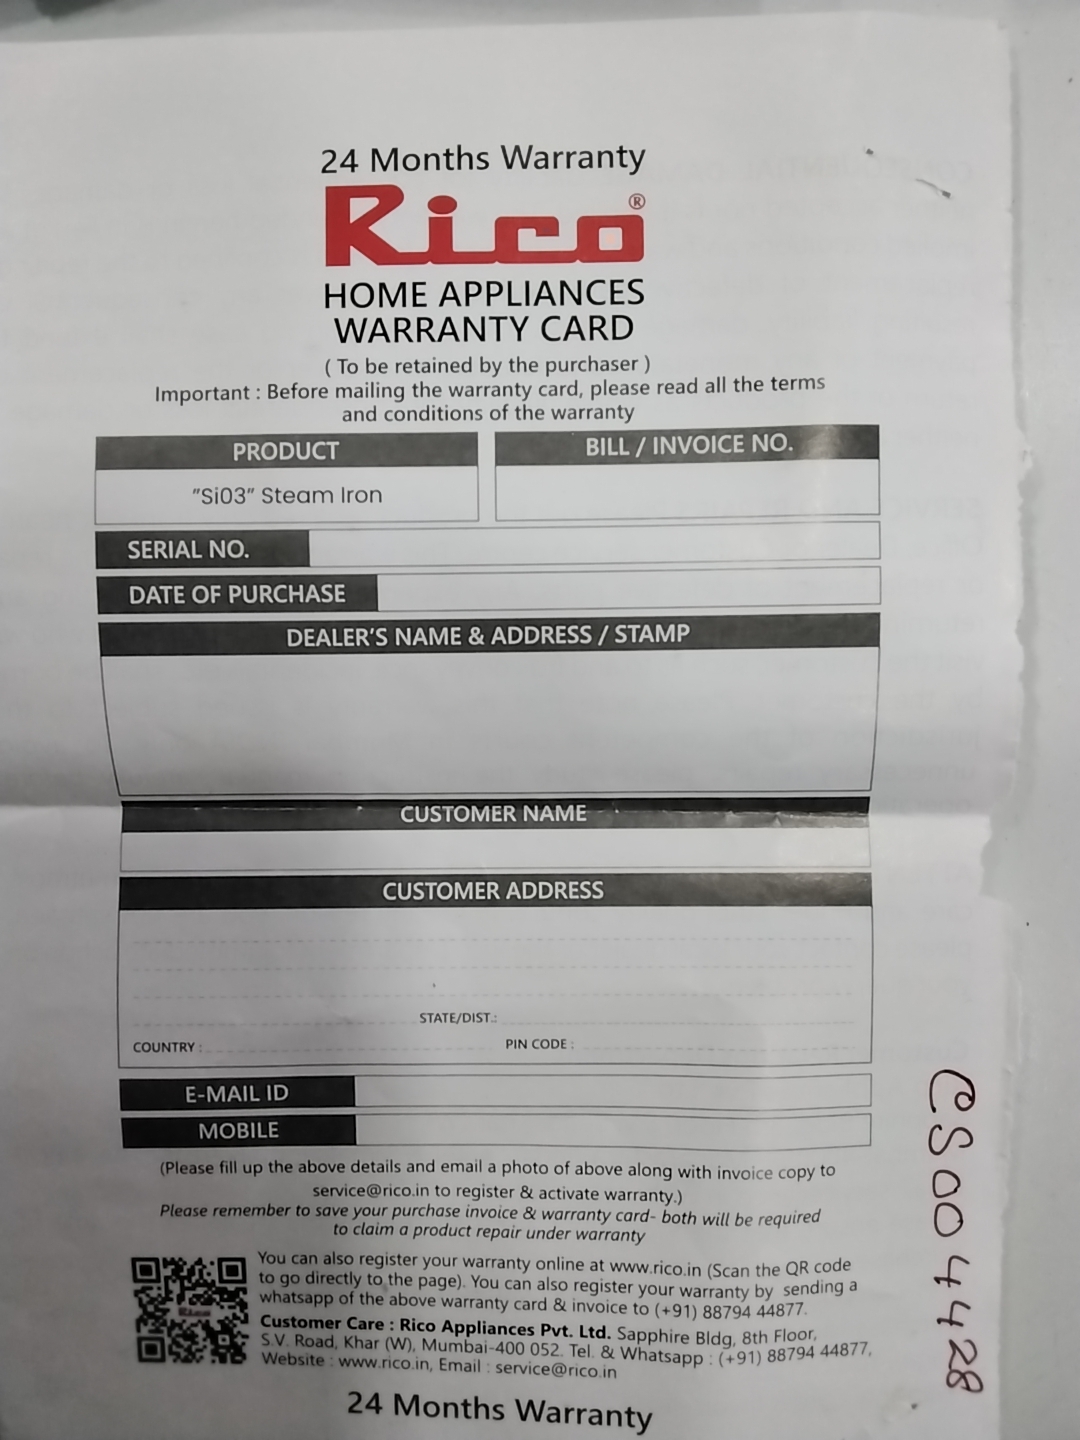 24 Months Warranty
Rico®
HOME APPLIANCES
WARRANTY CARD
( To be retained by the purchaser )
Important : Before mailing the warranty card, please read all the terms
and conditions of the warranty
PRODUCT
BILL / INVOICE NO.
"Si03" Steam Iron
SERIAL NO.
DATE OF PURCHASE
DEALER'S NAME & ADDRESS / STAMP
CUSTOMER NAME
CUSTOMER ADDRESS
STATE/DIST.:
COUNTRY :
PIN CODE :
E-MAIL ID
MOBILE
(Please fill up the above details and email a photo of above along with invoice copy to
service@rico.in to register & activate warranty.)
Please remember to save your purchase invoice & warranty card- both will be required
to claim a product repair under warranty
You can also register your warranty online at www.rico.in (Scan the QR code
to go directly to the page). You can also register your warranty by sending a
whatsapp of the above warranty card & invoice to (+91) 88794 44877.
Customer Care : Rico Appliances Pvt. Ltd. Sapphire Bldg, 8th Floor,
S.V. Road, Khar (W), Mumbai-400 052. Tel. & Whatsapp : (+91) 88794 44877,
Website : www.rico.in, Email : service@rico.in
24 Months Warranty
CS004428